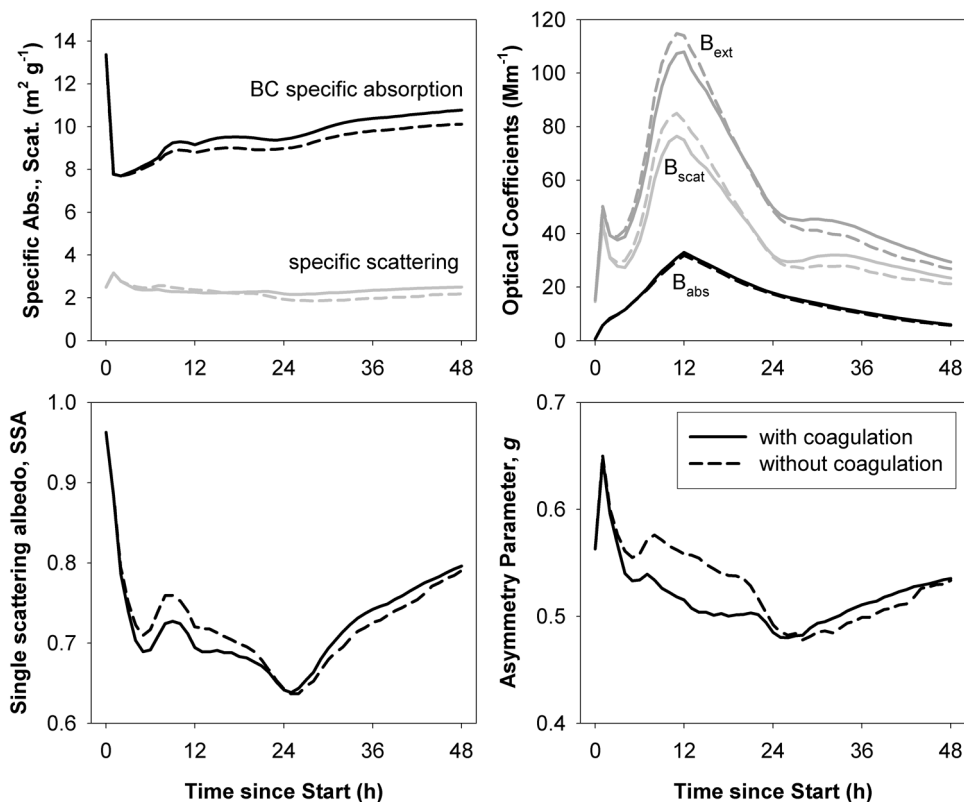 Specific Abs., Scat. (m² g⁻¹)
14
12
10
8
6
4
2
0
BC specific absorption
specific scattering
0 12 24 36 48
Optical Coefficients (Mm⁻¹)
120
100
80
60
40
20
0
B_ext
B_scat
B_abs
0 12 24 36 48
Single scattering albedo, SSA
1.0
0.9
0.8
0.7
0.6
0 12 24 36 48
Time since Start (h)
Asymmetry Parameter, g
0.7
0.6
0.5
0.4
with coagulation
without coagulation
0 12 24 36 48
Time since Start (h)